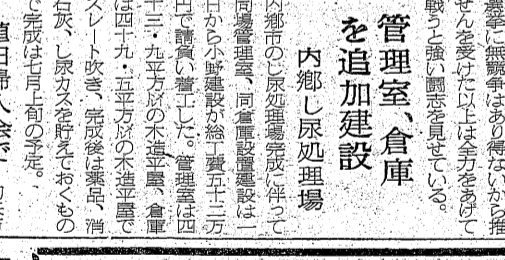 選挙に無競争はあり得ないから推
せんを受けた以上は全力をあげて
戦うと強い闘志を見せている。
管理室、倉庫
を追加建設
内郷し尿処理場
内郷市のじ尿処理場完成に伴って
同場管理室、同倉庫設置建設は一
日から小野建設が総工費五十二万
円で請負い着工した。管理室は四
十三・九平方㍍の木造平屋、倉庫
は四十九・五平方㍍の木造平屋で
スレート吹き、完成後は薬品、消
石灰、し尿カスを貯えておくもの
で完成は七月上旬の予定。
植田婦人会で